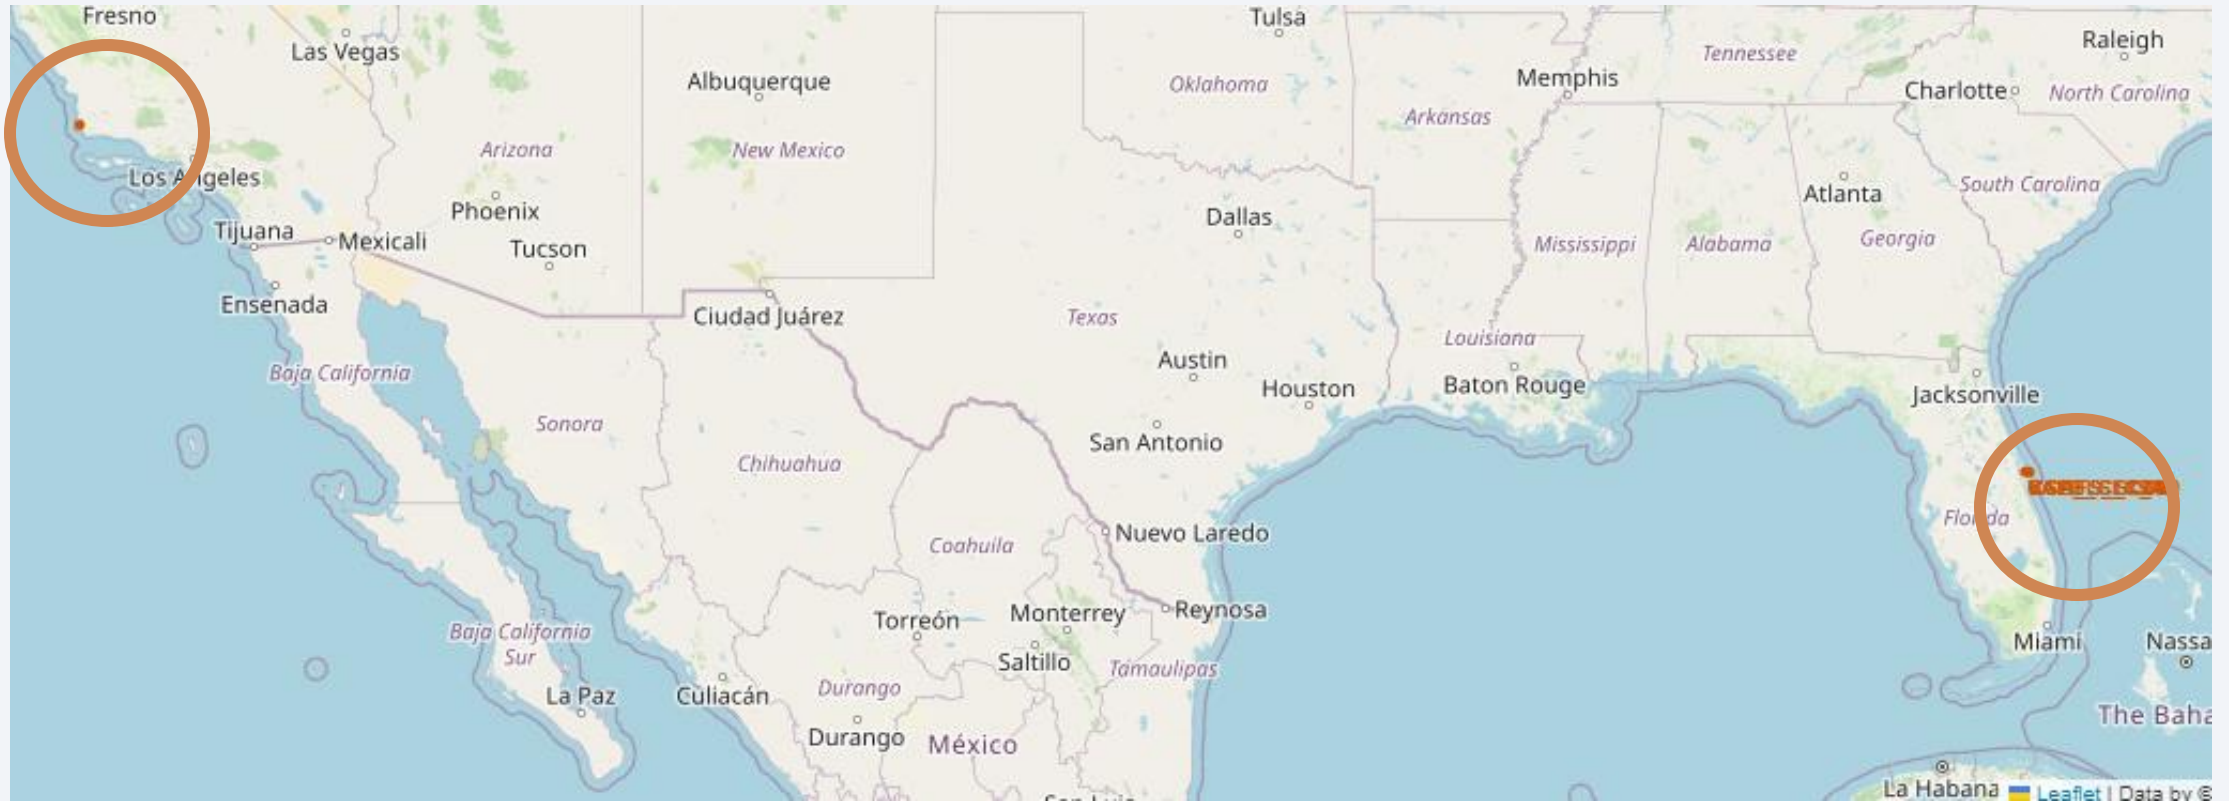 Fresno
Las Vegas
Tulsa
Raleigh
Albuquerque
Oklahoma
Memphis
Tennessee
Charlotte
North Carolina
Arkansas
Arizona
New Mexico
Los Angeles
Phoenix
Atlanta
South Carolina
Dallas
Tijuana
Mexicali
Tucson
Mississippi
Alabama
Georgia
Ensenada
Ciudad Juárez
Texas
Louisiana
Baja California
Austin
Houston
Baton Rouge
Jacksonville
Sonora
San Antonio
Chihuahua
Florida
Coahuila
Nuevo Laredo
Torreón
Monterrey
Reynosa
Baja California
Sur
Saltillo
Tamaulipas
Miami
Nassa
La Paz
Culiacán
Durango
Durango
México
The Baha
La Habana
Leaflet | Data by ©